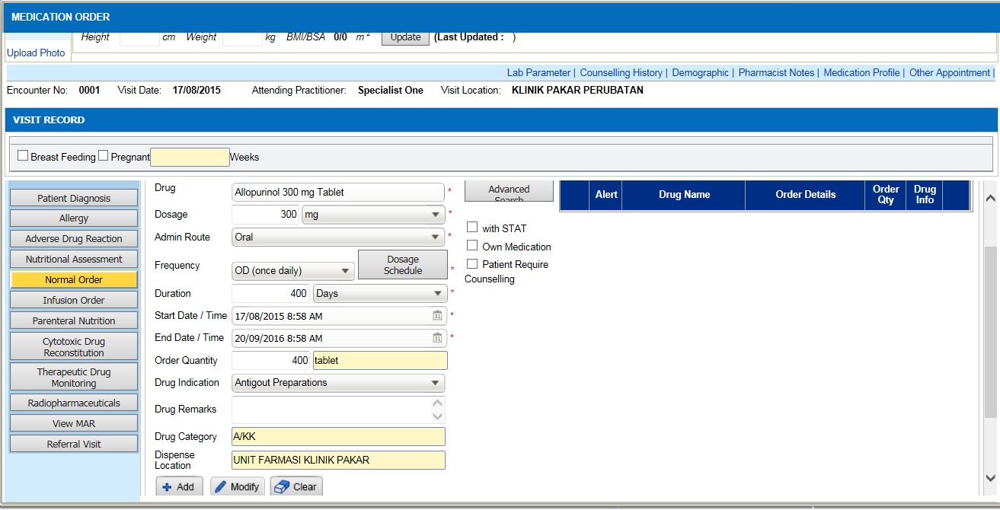 MEDICATION ORDER
Height cm Weight kg BMI/BSA 0/0 m 2 Update (Last Updated : )
Upload Photo
Lab Parameter | Counselling History | Demographic | Pharmacist Notes | Medication Profile | Other Appointment |
Encounter No: 0001 Visit Date: 17/08/2015 Attending Practitioner: Specialist One Visit Location: KLINIK PAKAR PERUBATAN
VISIT RECORD
Breast Feeding Pregnant Weeks
Patient Diagnosis
Allergy
Adverse Drug Reaction
Nutritional Assessment
Normal Order
Infusion Order
Parenteral Nutrition
Cytotoxic Drug
Reconstitution
Therapeutic Drug
Monitoring
Radiopharmaceuticals
View MAR
Referral Visit
Drug Allopurinol 300 mg Tablet *
Dosage 300 mg *
Admin Route Oral *
Frequency OD (once daily) Dosage
Schedule *
Duration 400 Days *
Start Date / Time 17/08/2015 8:58 AM 31 *
End Date / Time 20/09/2016 8:58 AM 31 *
Order Quantity 400 tablet
Drug Indication Antigout Preparations
Drug Remarks
Drug Category A/KK
Dispense
Location UNIT FARMASI KLINIK PAKAR
Add Modify Clear
Advanced
Search
with STAT
Own Medication
Patient Require
Counselling
Alert Drug Name Order Details Order
Qty Drug
Info